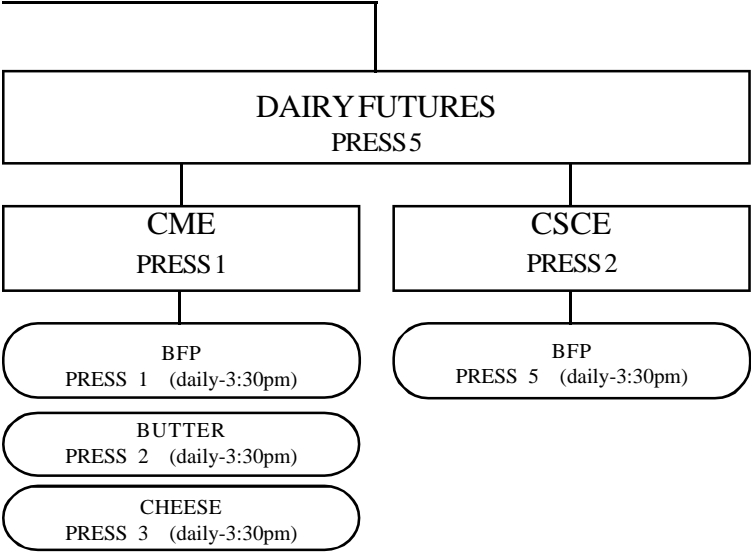 DAIRY FUTURES
PRESS 5
CME
PRESS 1
CSCE
PRESS 2
BFP
PRESS 1 (daily-3:30pm)
BUTTER
PRESS 2 (daily-3:30pm)
CHEESE
PRESS 3 (daily-3:30pm)
BFP
PRESS 5 (daily-3:30pm)